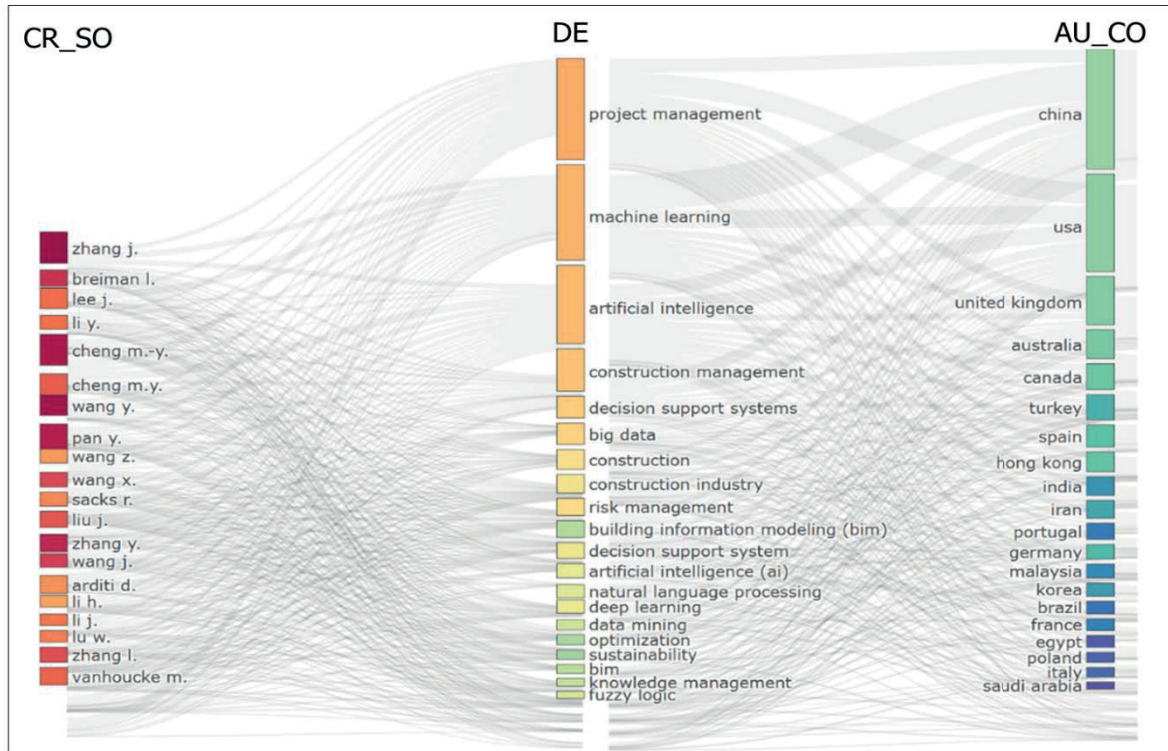 CR_SO
DE
AU_CO
zhang j.
breiman l.
lee j.
li y.
cheng m.-y.
cheng m.y.
wang y.
pan y.
wang z.
wang x.
sacks r.
liu j.
zhang y.
wang j.
arditi d.
li h.
li j.
lu w.
zhang l.
vanhoucke m.
project management
machine learning
artificial intelligence
construction management
decision support systems
big data
construction
construction industry
risk management
building information modeling (bim)
decision support system
artificial intelligence (ai)
natural language processing
deep learning
data mining
optimization
sustainability
bim
knowledge management
fuzzy logic
china
usa
united kingdom
australia
canada
turkey
spain
hong kong
india
iran
portugal
germany
malaysia
korea
brazil
france
egypt
poland
italy
saudi arabia